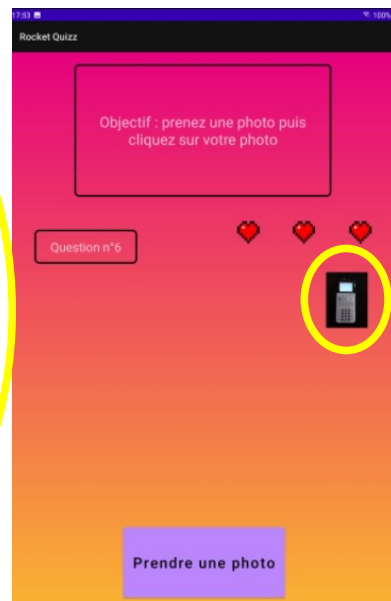 17:53 100%
Rocket Quizz
Objectif : prenez une photo puis
cliquez sur votre photo
Question n°6
Prendre une photo